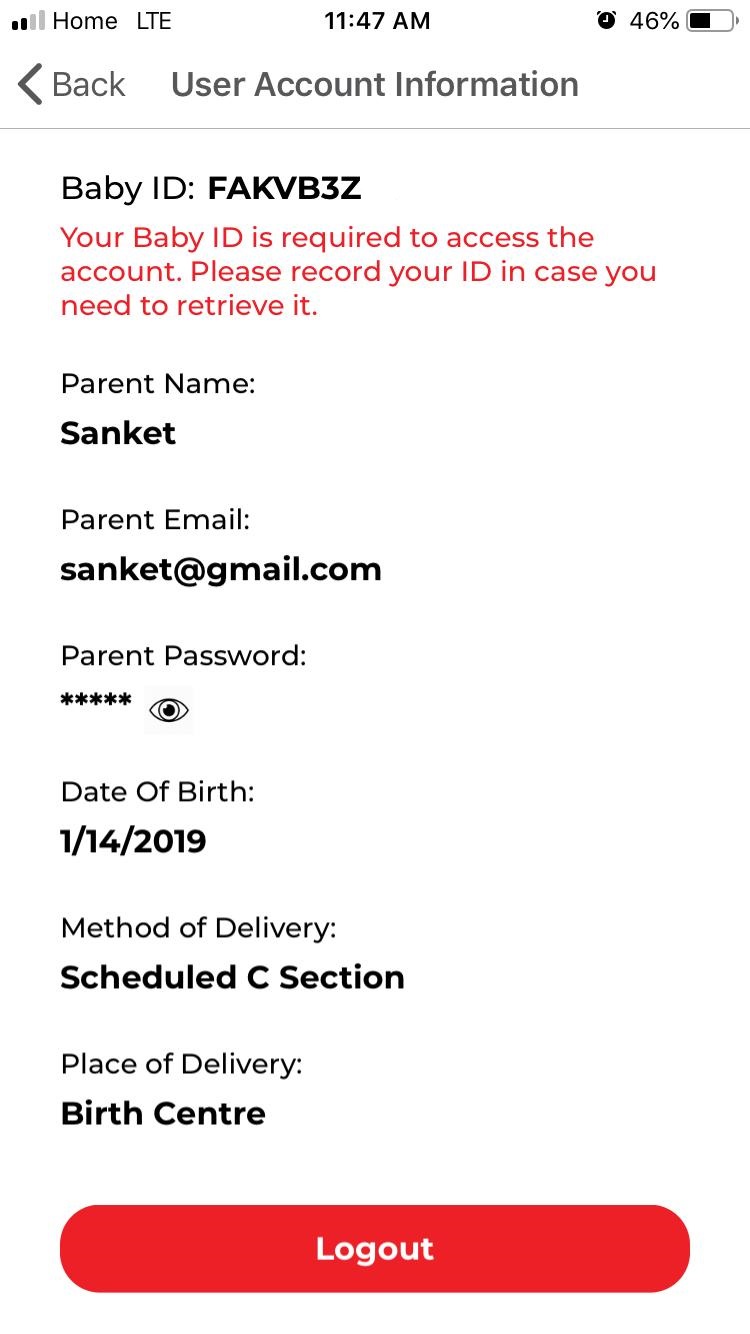 Home LTE 11:47 AM 46%
Back User Account Information
Baby ID: FAKVB3Z
Your Baby ID is required to access the
account. Please record your ID in case you
need to retrieve it.
Parent Name:
Sanket
Parent Email:
sanket@gmail.com
Parent Password:
*****
Date Of Birth:
1/14/2019
Method of Delivery:
Scheduled C Section
Place of Delivery:
Birth Centre
Logout